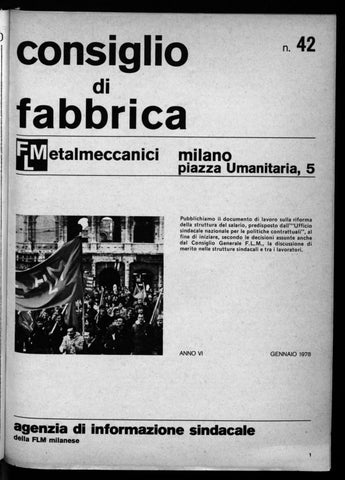 consiglio
n. 42
di
fabbrica
FLM etalmeccanici
milano
piazza Umanitaria, 5
Pubblichiamo il documento di lavoro sulla riforma
della struttura del salario, predisposto dall'"Ufficio
sindacale nazionale per le politiche contrattuali", al
fine di iniziare, secondo le decisioni assunte anche
dal Consiglio Generale F.L.M., la discussione di
merito nelle strutture sindacali e tra i lavoratori.
ANNO VI
GENNAIO 1978
agenzia di informazione sindacale
della FLM milanese
1